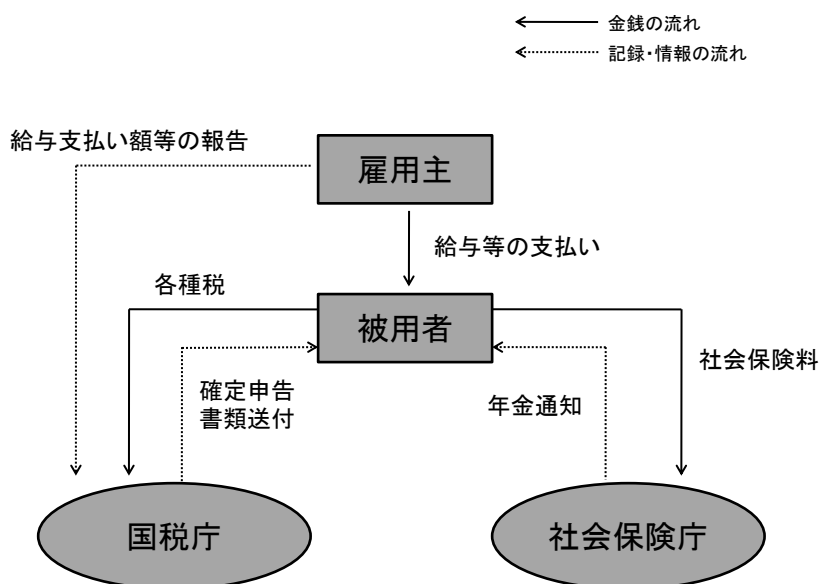 金銭の流れ
記録・情報の流れ
給与支払い額等の報告
雇用主
給与等の支払い
各種税
被用者
社会保険料
確定申告
書類送付
年金通知
国税庁
社会保険庁